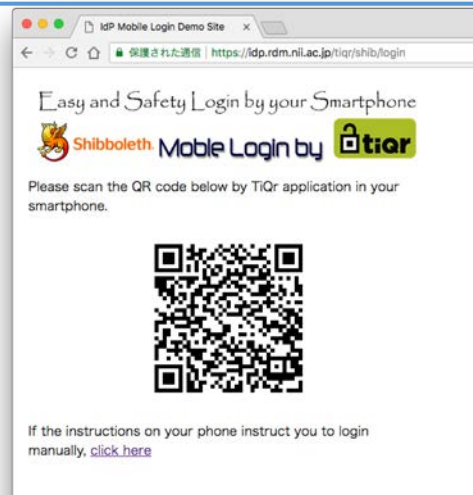 IdP Mobile Login Demo Site
保護された通信 | https://idp.rdm.nii.ac.jp/tiqr/shib/login
Easy and Safety Login by your Smartphone
Shibboleth. Moble Login by tiqr
Please scan the QR code below by TiQr application in your
smartphone.
If the instructions on your phone instruct you to login
manually, click here